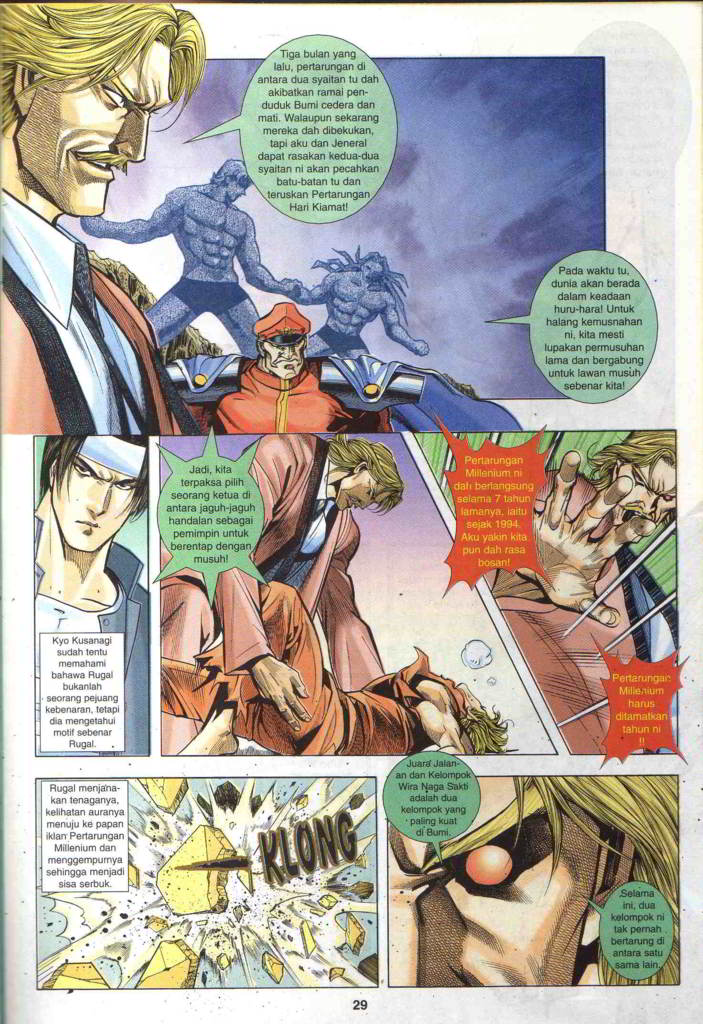 Tiga bulan yang
lalu, pertarungan di
antara dua syaitan tu dah
akibatkan ramai pen-
duduk Bumi cedera dan
mati. Walaupun sekarang
mereka dah dibekukan,
tapi aku dan Jeneral
dapat rasakan kedua-dua
syaitan ni akan pecahkan
batu-batan tu dan
teruskan Pertarungan
Hari Kiamat!
Pada waktu tu,
dunia akan berada
dalam keadaan
huru-hara! Untuk
halang kemusnahan
ni, kita mesti
lupakan permusuhan
lama dan bergabung
untuk lawan musuh
sebenar kita!
Kyo Kusanagi
sudah tentu
memahami
bahawa Rugal
bukanlah
seorang pejuang
kebenaran, tetapi
dia mengetahui
motif sebenar
Rugal.
Jadi, kita
terpaksa pilih
seorang ketua di
antara jaguh-jaguh
handalan sebagai
pemimpin untuk
berentap dengan
musuh!
Pertarungan
Millenium ni
dah berlangsung
selama 7 tahun
lamanya, iaitu
sejak 1994.
Aku yakin kita
pun dah rasa
bosan!
Pertarungan
Millenium
harus
ditamatkan
tahun ni
!!
Rugal menjana-
kan tenaganya,
kelihatan auranya
menuju ke papan
iklan Pertarungan
Millenium dan
menggempurnya
sehingga menjadi
sisa serbuk.
KLONG
Juara Jalan-
an dan Kelompok
Wira Naga Sakti
adalah dua
kelompok yang
paling kuat
di Bumi.
Selama
ini, dua
kelompok ni
tak pernah
bertarung di
antara satu
sama lain.
29